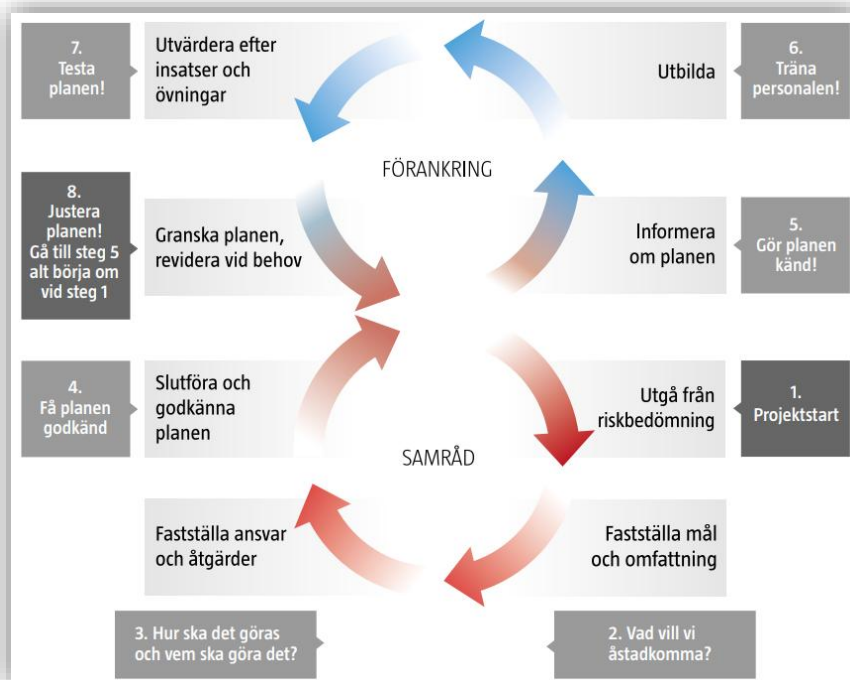 7.
Testa
planen!
Utvärdera efter
insatser och
övningar
Utbilda
6.
Träna
personalen!
FÖRANKRING
8.
Justera
planen!
Gå till steg 5
alt börja om
vid steg 1
Granska planen,
revidera vid behov
Informera
om planen
5.
Gör planen
känd!
4.
Få planen
godkänd
Slutföra och
godkänna
planen
Utgå från
riskbedömning
1.
Projektstart
SAMRÅD
Fastställa ansvar
och åtgärder
Fastställa mål
och omfattning
3. Hur ska det göras
och vem ska göra det?
2. Vad vill vi
åstadkomma?